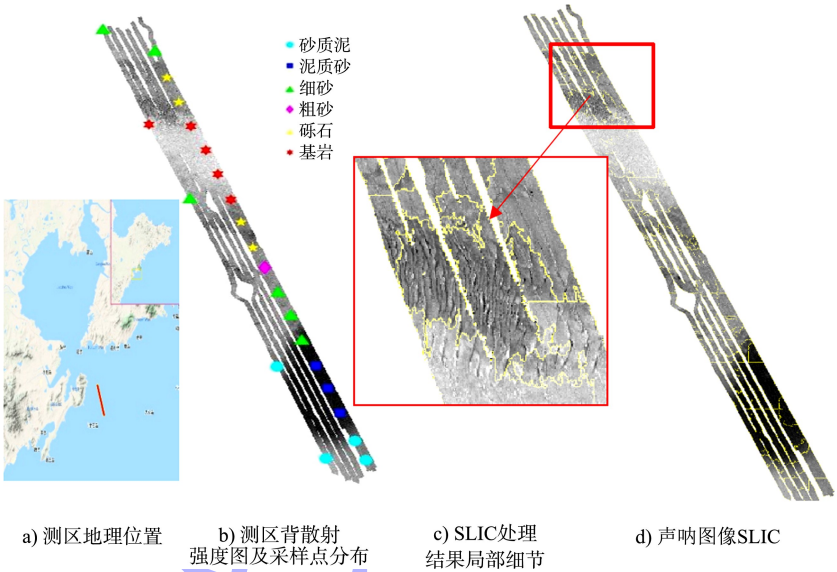 砂质泥
泥质砂
细砂
粗砂
砾石
基岩
a) 测区地理位置
b) 测区背散射
强度图及采样点分布
c) SLIC处理
结果局部细节
d) 声呐图像SLIC